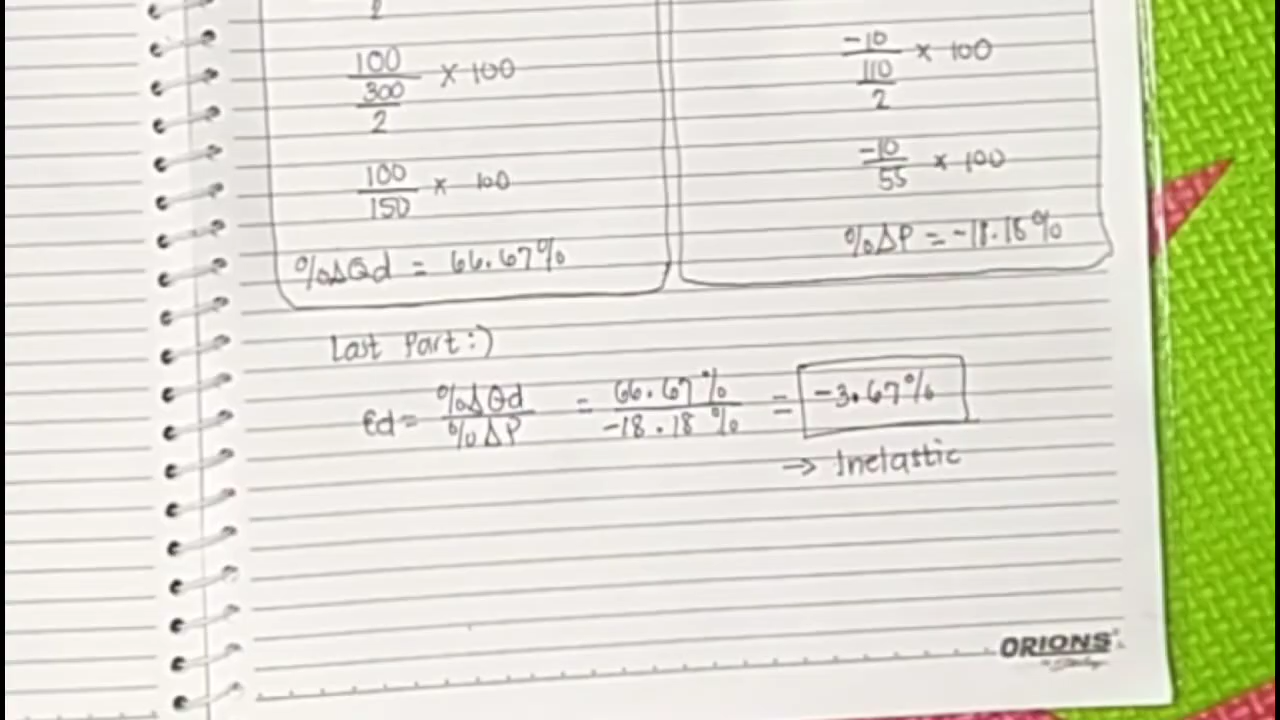 2
100
300
2
× 100
100
150
× 100
%ΔQd = 66.67%
-10
110
2
× 100
-10
55
× 100
%ΔP = -18.18%
Last Part:)
Ed = %ΔQd / %ΔP = 66.67% / -18.18% = -3.67%
→ Inelastic
ORIONS